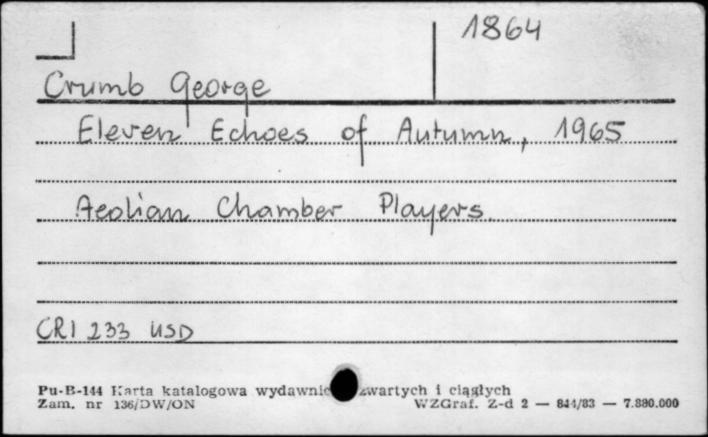 1864
Crumb George
Eleven Echoes of Autumn, 1965
Aeolian Chamber Players.
CRI 233 USD
Pu-B-144 Karta katalogowa wydawnic zwartych i ciągłych
Zam. nr 136/DW/ON WZGraf. Z-d 2 — 844/83 — 7.880.000